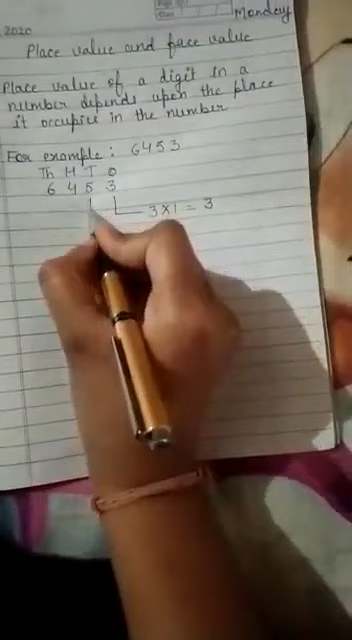 Monday
2020
Place value and face value
Place value of a digit in a
number depends upon the place
it occupies in the number
For example : 6453
Th H T O
6 4 5 3
3 × 1 = 3